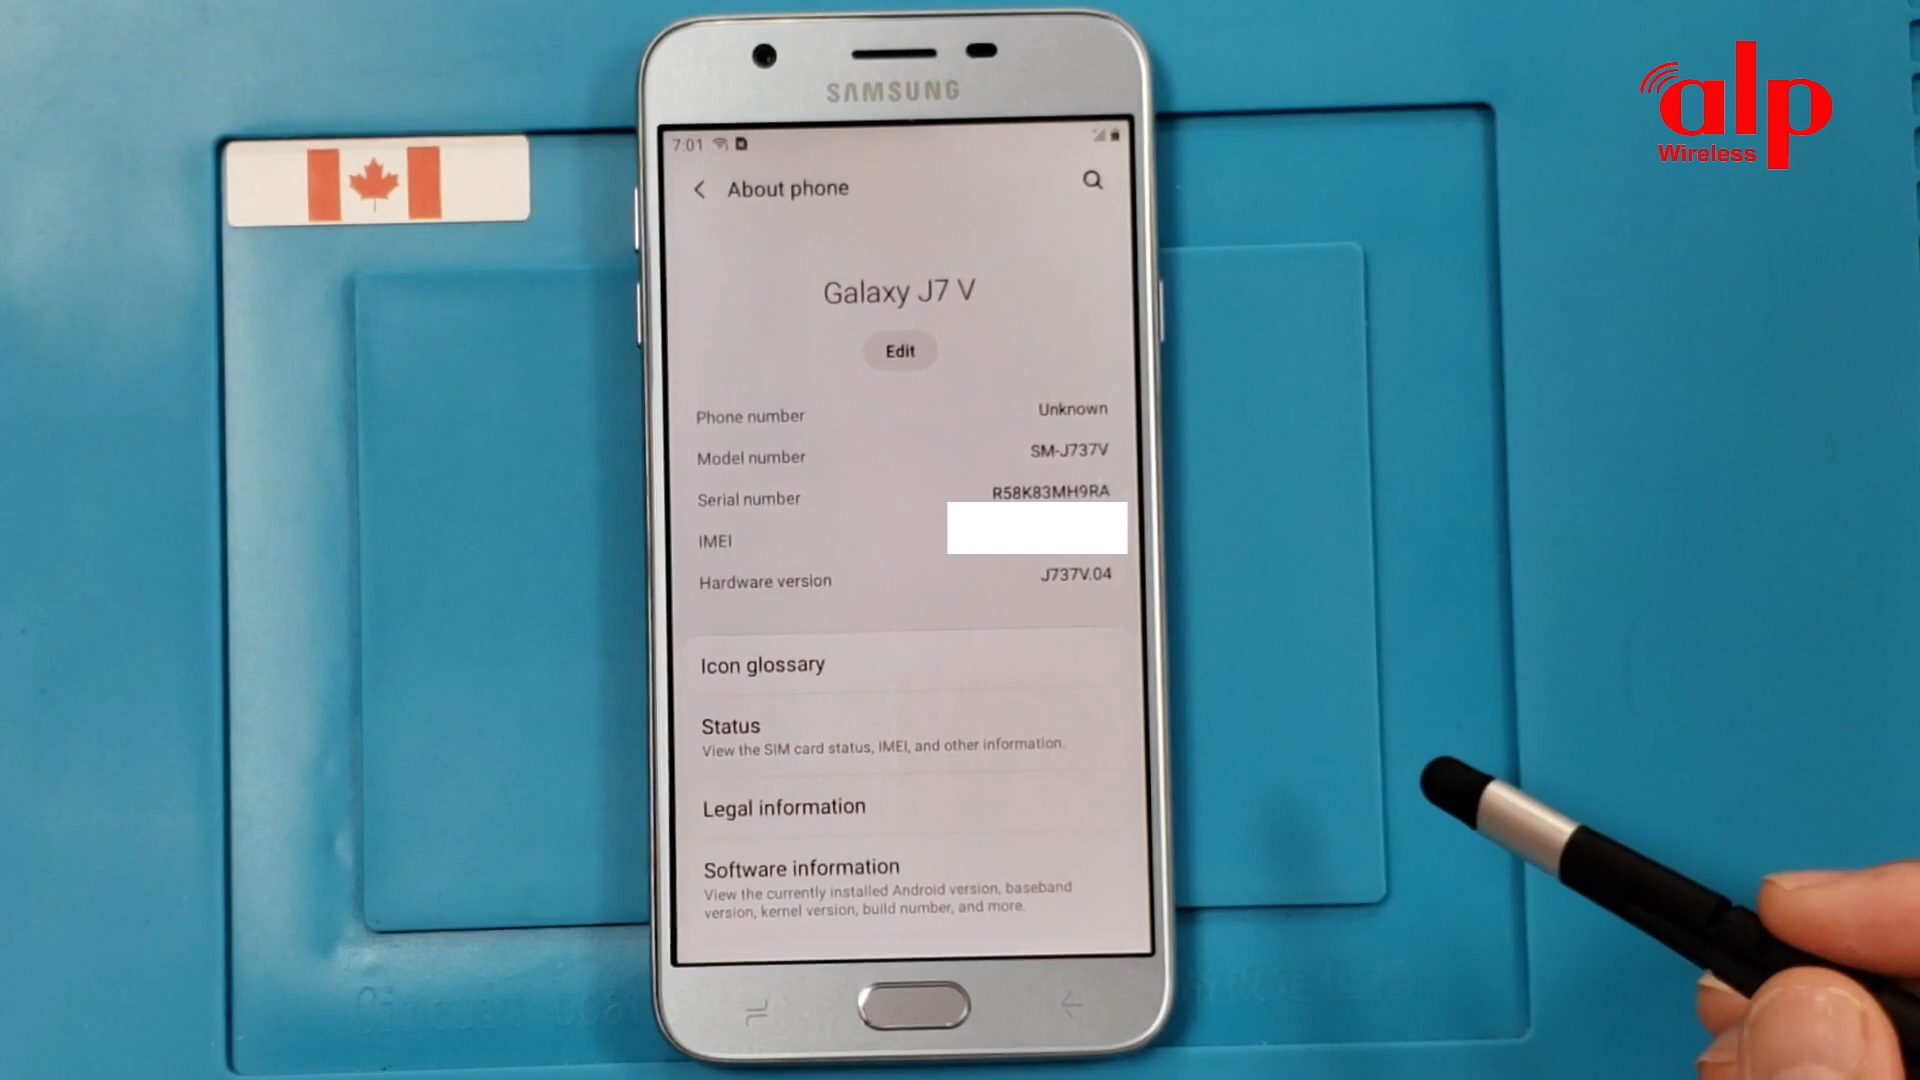 alp
Wireless
SAMSUNG
7:01
About phone
Galaxy J7 V
Edit
Phone number Unknown
Model number SM-J737V
Serial number R58K83MH9RA
IMEI
Hardware version J737V.04
Icon glossary
Status
View the SIM card status, IMEI, and other information.
Legal information
Software information
View the currently installed Android version, baseband
version, kernel version, build number, and more.